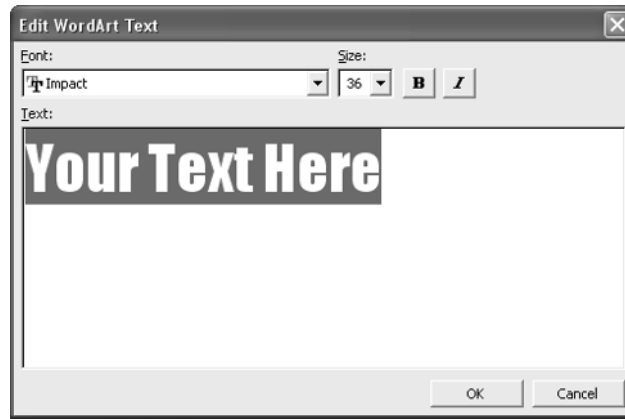 Edit WordArt Text
Font: Size:
Impact 36 B I
Text:
Your Text Here
OK Cancel